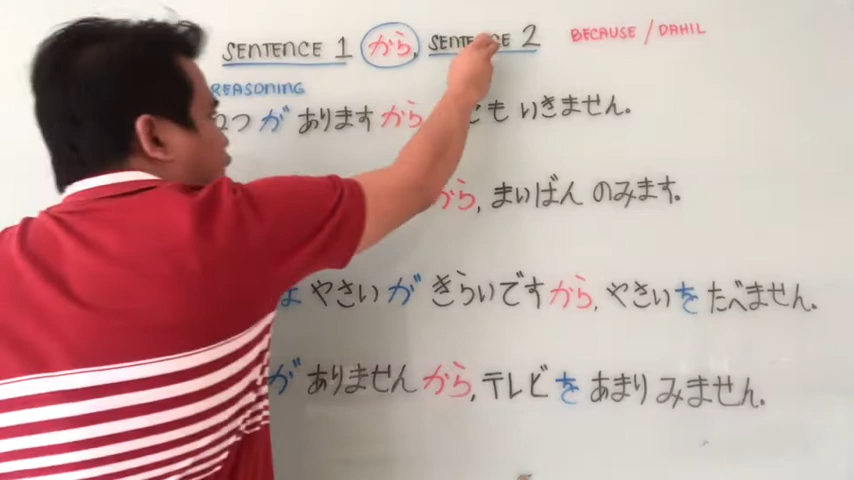 SENTENCE 1 から, SENTENCE 2 BECAUSE / DAHIL
REASONING
つ が あります から も いきません。
から, まいばん のみます。
やさい が きらいです から, やさい を たべません.
が ありません から, テレビ を あまり みません.